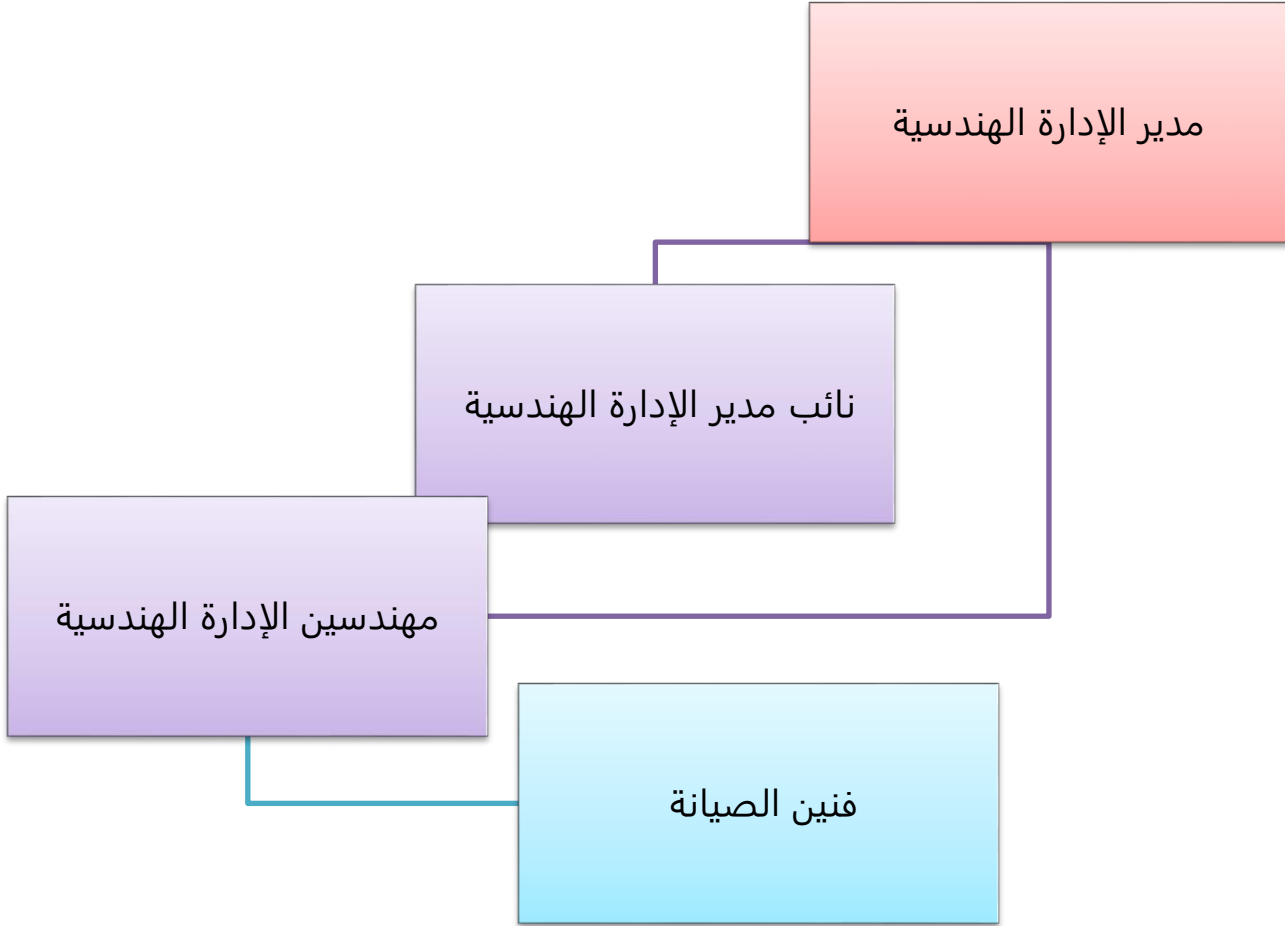 مدير الإدارة الهندسية
نائب مدير الإدارة الهندسية
مهندسين الإدارة الهندسية
فنين الصيانة